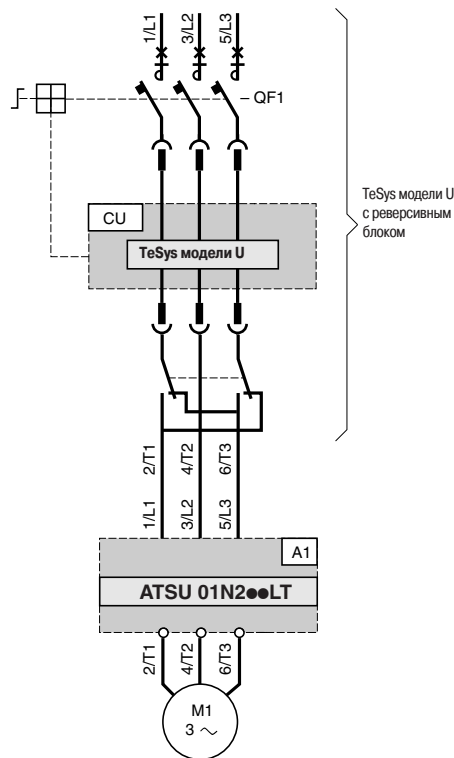 1/L1
3/L2
5/L3
QF1
CU
TeSys модели U
TeSys модели U
с реверсивным
блоком
2/T1
4/T2
6/T3
1/L1
3/L2
5/L3
A1
ATSU 01N2●●LT
2/T1
4/T2
6/T3
M1
3 ∼